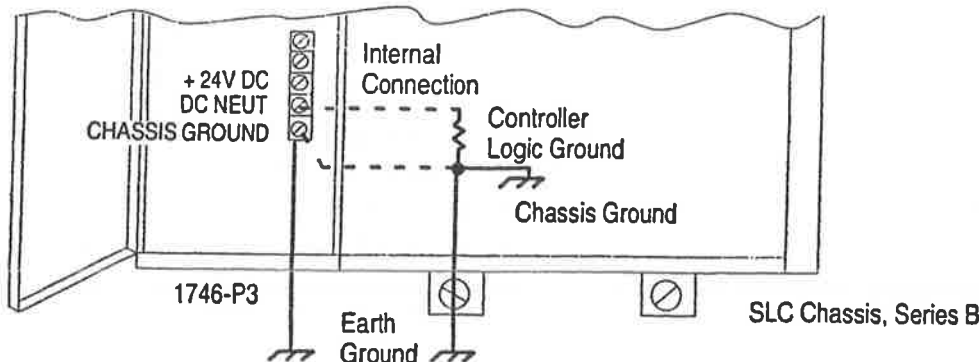 Internal
Connection
+ 24V DC
DC NEUT
CHASSIS GROUND
Controller
Logic Ground
Chassis Ground
1746-P3
SLC Chassis, Series B
Earth
Ground